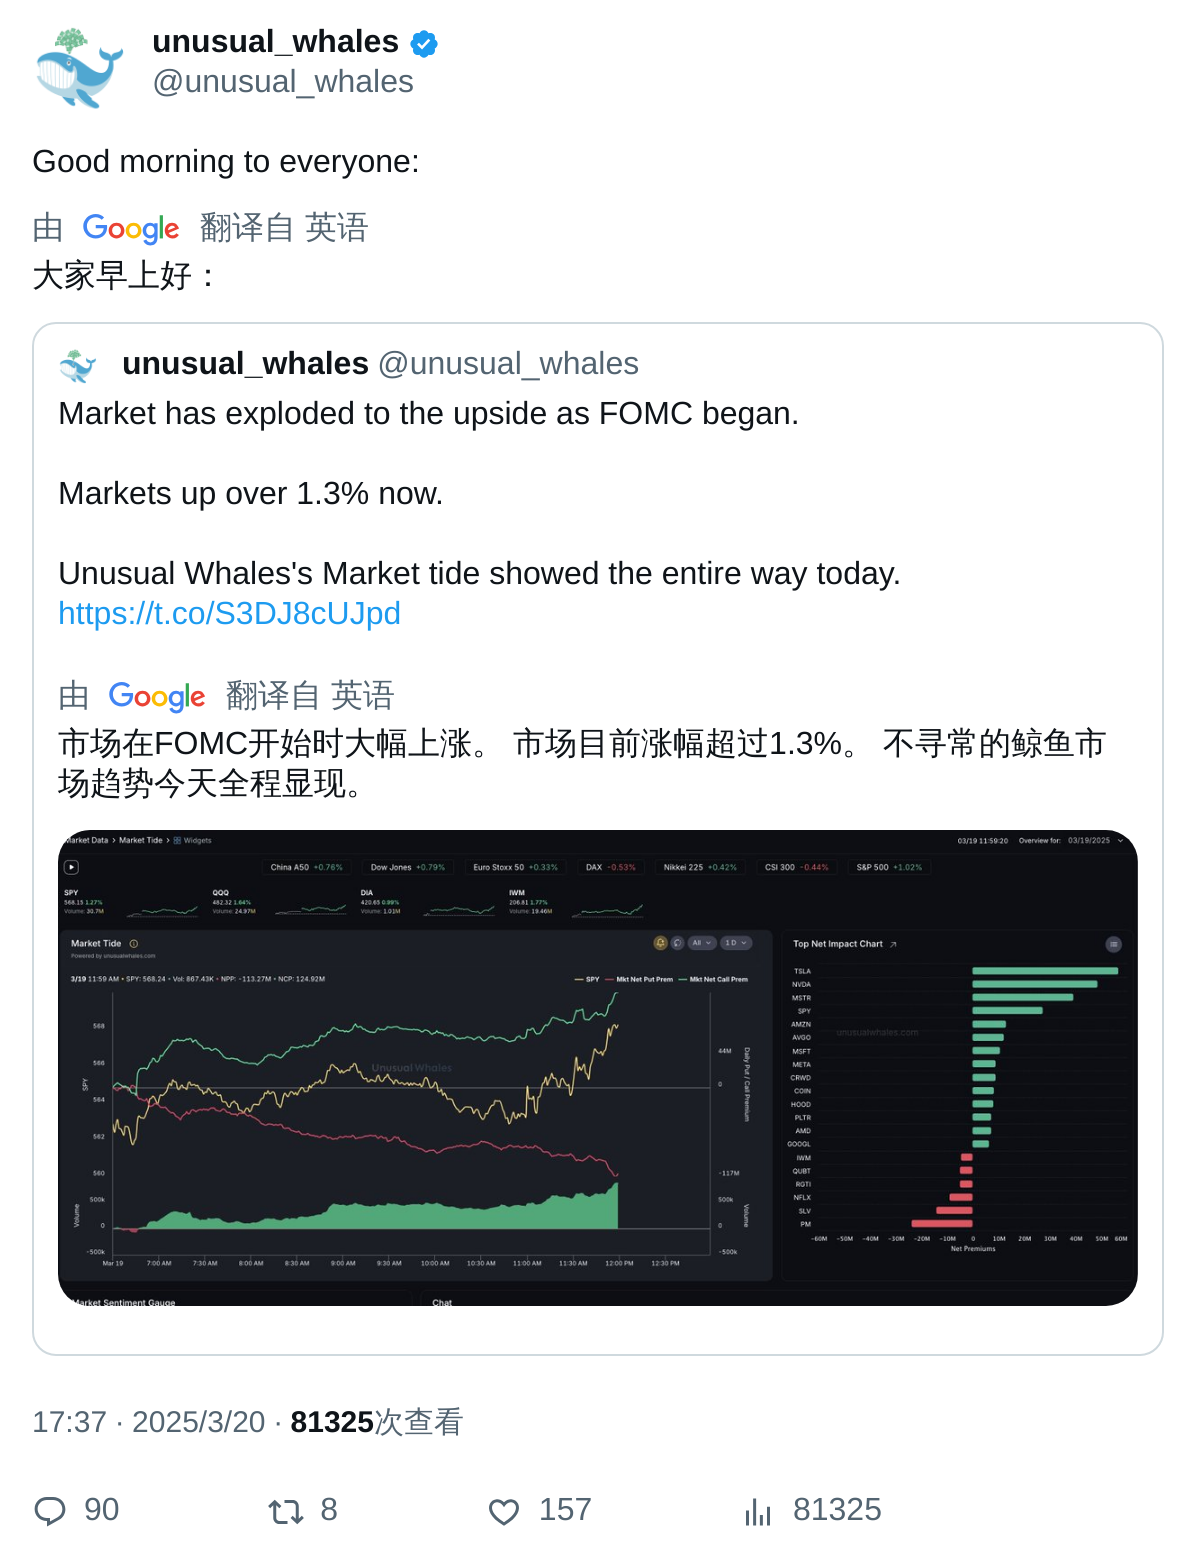 unusual_whales
@unusual_whales
Good morning to everyone:
由 Google 翻译自 英语
大家早上好：
unusual_whales @unusual_whales
Market has exploded to the upside as FOMC began.
Markets up over 1.3% now.
Unusual Whales's Market tide showed the entire way today.
https://t.co/S3DJ8cUJpd
由 Google 翻译自 英语
市场在FOMC开始时大幅上涨。 市场目前涨幅超过1.3%。 不寻常的鲸鱼市
场趋势今天全程显现。
Market Data > Market Tide > Widgets
03/19 11:59:20 Overview for: 03/19/2025
China A50 +0.76% Dow Jones +0.79% Euro Stoxx 50 +0.33% DAX -0.53% Nikkei 225 +0.42% CSI 300 -0.44% S&P 500 +1.02%
SPY QQQ DIA IWM
568.15 1.27% 482.32 1.64% 420.65 0.99% 206.81 1.77%
Volume: 30.7M Volume: 24.97M Volume: 1.01M Volume: 19.46M
Market Tide
All 1 D
Powered by unusualwhales.com
3/19 11:59 AM • SPY: 568.24 • Vol: 867.43K • NPP: -113.27M • NCP: 124.92M
SPY Mkt Net Put Prem Mkt Net Call Prem
568
566
564
562
560
SPY
500k
0
-500k
Volume
Unusual Whales
44M
0
-117M
Daily Put / Call Premium
500k
0
-500k
Volume
Mar 19 7:00 AM 7:30 AM 8:00 AM 8:30 AM 9:00 AM 9:30 AM 10:00 AM 10:30 AM 11:00 AM 11:30 AM 12:00 PM 12:30 PM
Top Net Impact Chart
TSLA
NVDA
MSTR
SPY
AMZN
AVGO
MSFT
META
CRWD
COIN
HOOD
PLTR
AMD
GOOGL
IWM
QUBT
RGTI
NFLX
SLV
PM
unusualwhales.com
-60M -50M -40M -30M -20M -10M 0 10M 20M 30M 40M 50M 60M
Net Premiums
Market Sentiment Gauge
Chat
17:37 · 2025/3/20 · 81325次查看
90 8 157 81325